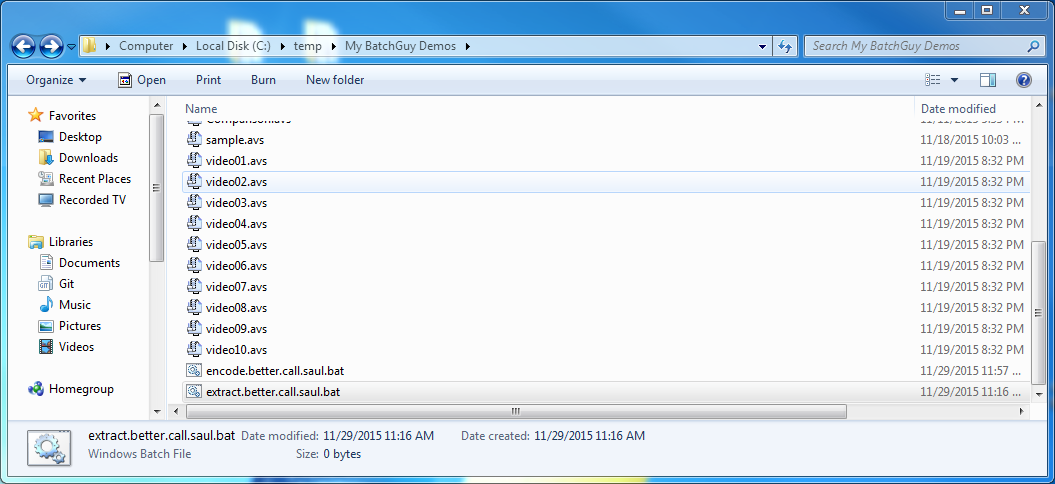 Computer Local Disk (C:) temp My BatchGuy Demos Search My BatchGuy Demos
Organize Open Print Burn New folder
Favorites
Desktop
Downloads
Recent Places
Recorded TV
Libraries
Documents
Git
Music
Pictures
Videos
Homegroup
Name Date modified
sample.avs 11/18/2015 10:03 ...
video01.avs 11/19/2015 8:32 PM
video02.avs 11/19/2015 8:32 PM
video03.avs 11/19/2015 8:32 PM
video04.avs 11/19/2015 8:32 PM
video05.avs 11/19/2015 8:32 PM
video06.avs 11/19/2015 8:32 PM
video07.avs 11/19/2015 8:32 PM
video08.avs 11/19/2015 8:32 PM
video09.avs 11/19/2015 8:32 PM
video10.avs 11/19/2015 8:32 PM
encode.better.call.saul.bat 11/29/2015 11:57 ...
extract.better.call.saul.bat 11/29/2015 11:16 ...
extract.better.call.saul.bat Date modified: 11/29/2015 11:16 AM Date created: 11/29/2015 11:16 AM
Windows Batch File Size: 0 bytes